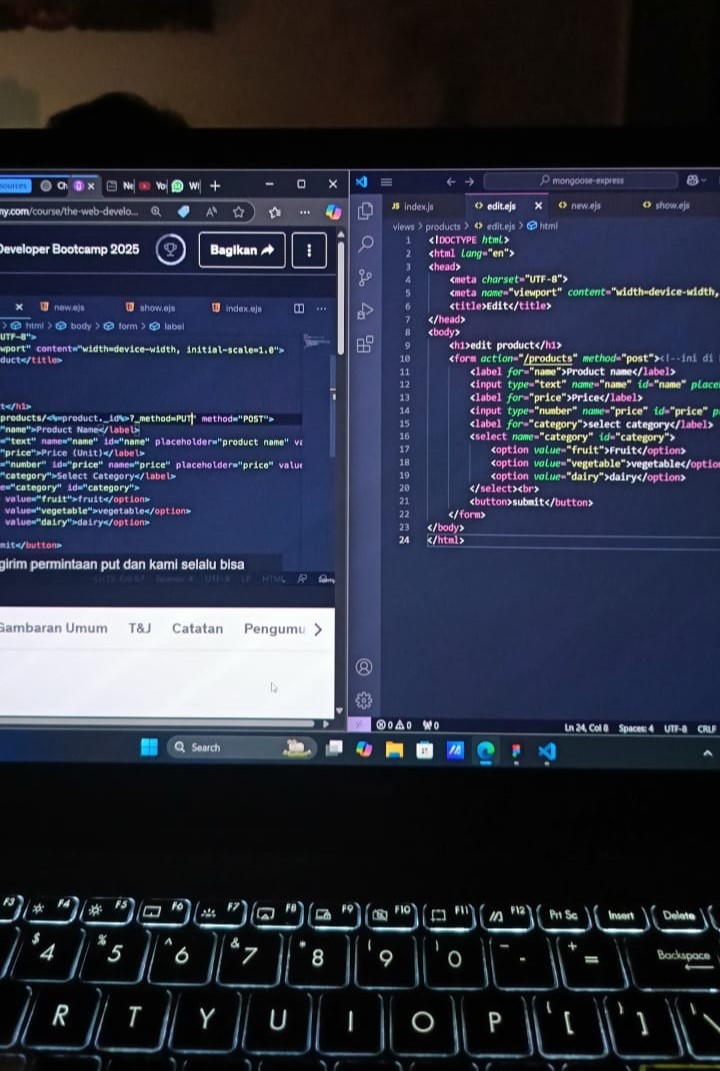 Ch
Ne
Yo
Wi
ny.com/course/the-web-develo...
Developer Bootcamp 2025
Bagikan
new.ejs
show.ejs
index.ejs
html > body > form > label
UTF-8">
wport" content="width=device-width, initial-scale=1.0">
duct</title>
t</h1>
products/<%=product._id%>?_method=PUT" method="POST">
"name">Product Name</label>
="text" name="name" id="name" placeholder="product name" va
"price">Price (Unit)</label>
="number" id="price" name="price" placeholder="price" value
"category">Select Category</label>
e="category" id="category">
value="fruit">fruit</option>
value="vegetable">vegetable</option>
value="dairy">dairy</option>
mit</button>
girim permintaan put dan kami selalu bisa
Gambaran Umum
T&J
Catatan
Pengumu
mongoose-express
JS index.js
edit.ejs
new.ejs
show.ejs
views > products > edit.ejs > html
1 <!DOCTYPE html>
2 <html lang="en">
3 <head>
4 <meta charset="UTF-8">
5 <meta name="viewport" content="width=device-width,
6 <title>Edit</title>
7 </head>
8 <body>
9 <h1>edit product</h1>
10 <form action="/products" method="post"><!--ini di
11 <label for="name">Product name</label>
12 <input type="text" name="name" id="name" place
13 <label for="price">Price</label>
14 <input type="number" name="price" id="price" p
15 <label for="category">select category</label>
16 <select name="category" id="category">
17 <option value="fruit">Fruit</option>
18 <option value="vegetable">vegetable</optio
19 <option value="dairy">dairy</option>
20 </select><br>
21 <button>submit</button>
22 </form>
23 </body>
24 </html>
0 0 0
Ln 24, Col 8 Spaces: 4 UTF-8 CRLF
Search
F3 F4 F5 F6 F7 F8 F9 F10 F11 F12 Prt Sc Insert Delete
$ 4 % 5 ^ 6 & 7 * 8 ( 9 ) 0 - + = Backspace
R T Y U I O P [ ] \